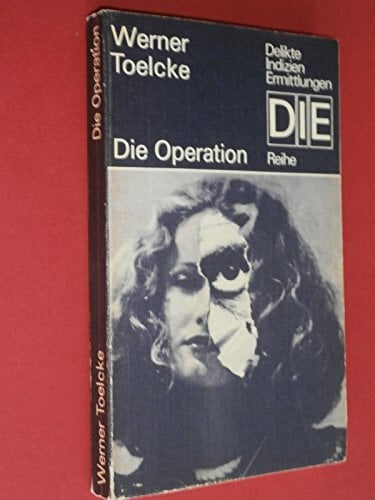 Werner
Toelcke
Die Operation
Delikte
Indizien
Ermittlungen
DIE
Reihe
Werner Toelcke
Die Operation